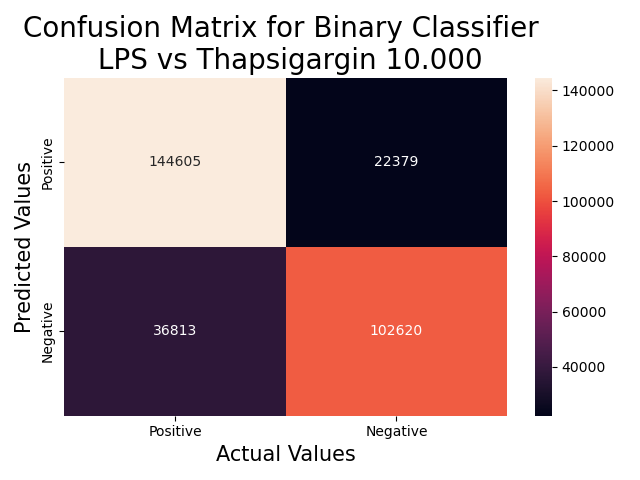 Confusion Matrix for Binary Classifier
LPS vs Thapsigargin 10.000
Predicted Values
Positive
144605
22379
Negative
36813
102620
Positive
Negative
Actual Values
140000
120000
100000
80000
60000
40000